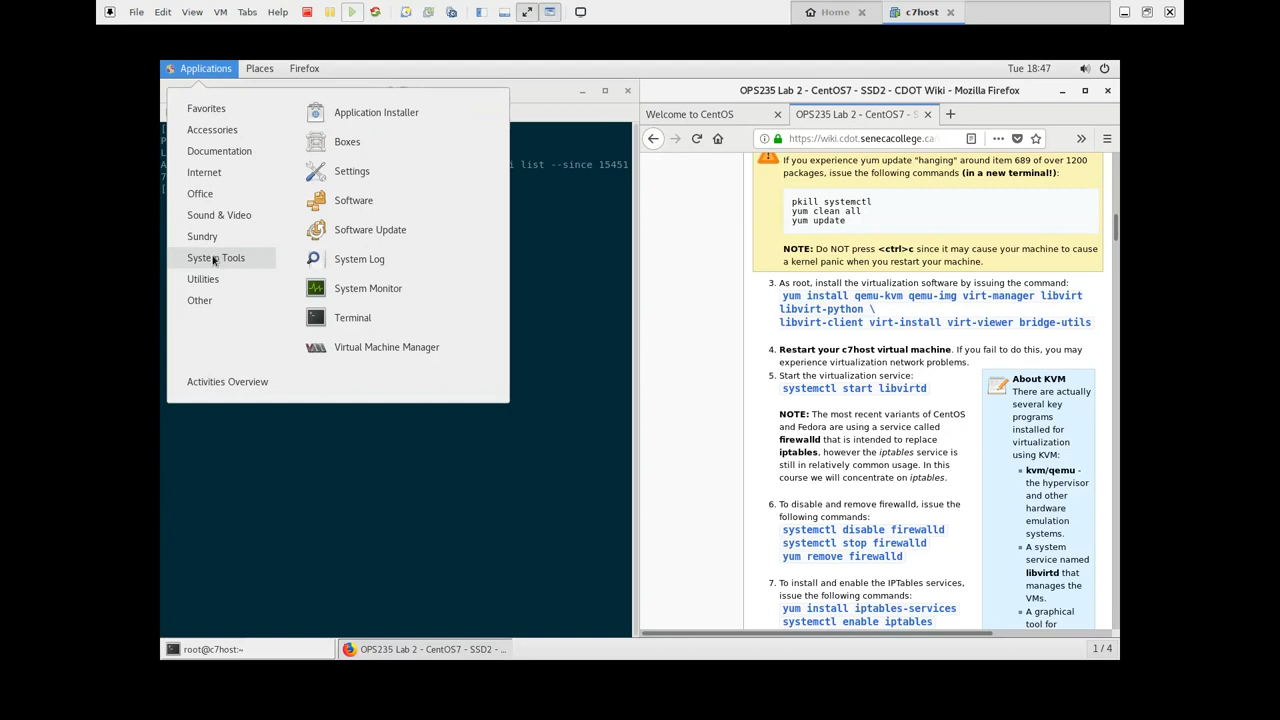 File Edit View VM Tabs Help
Home
c7host
Applications Places Firefox
Tue 18:47
Favorites
Accessories
Documentation
Internet
Office
Sound & Video
Sundry
System Tools
Utilities
Other
Activities Overview
Application Installer
Boxes
Settings
Software
Software Update
System Log
System Monitor
Terminal
Virtual Machine Manager
i list --since 15451
OPS235 Lab 2 - CentOS7 - SSD2 - CDOT Wiki - Mozilla Firefox
Welcome to CentOS
OPS235 Lab 2 - CentOS7 - S
https://wiki.cdot.senecacollege.ca
If you experience yum update "hanging" around item 689 of over 1200
packages, issue the following commands (in a new terminal!):
pkill systemctl
yum clean all
yum update
NOTE: Do NOT press <ctrl>c since it may cause your machine to cause
a kernel panic when you restart your machine.
3. As root, install the virtualization software by issuing the command:
yum install qemu-kvm qemu-img virt-manager libvirt
libvirt-python \
libvirt-client virt-install virt-viewer bridge-utils
4. Restart your c7host virtual machine. If you fail to do this, you may
experience virtualization network problems.
5. Start the virtualization service:
systemctl start libvirtd
NOTE: The most recent variants of CentOS
and Fedora are using a service called
firewalld that is intended to replace
iptables, however the iptables service is
still in relatively common usage. In this
course we will concentrate on iptables.
6. To disable and remove firewalld, issue the
following commands:
systemctl disable firewalld
systemctl stop firewalld
yum remove firewalld
7. To install and enable the IPTables services,
issue the following commands:
yum install iptables-services
systemctl enable iptables
About KVM
There are actually
several key
programs
installed for
virtualization
using KVM:
kvm/qemu -
the hypervisor
and other
hardware
emulation
systems.
A system
service named
libvirtd that
manages the
VMs.
A graphical
tool for
root@c7host:~
OPS235 Lab 2 - CentOS7 - SSD2 - ...
1 / 4